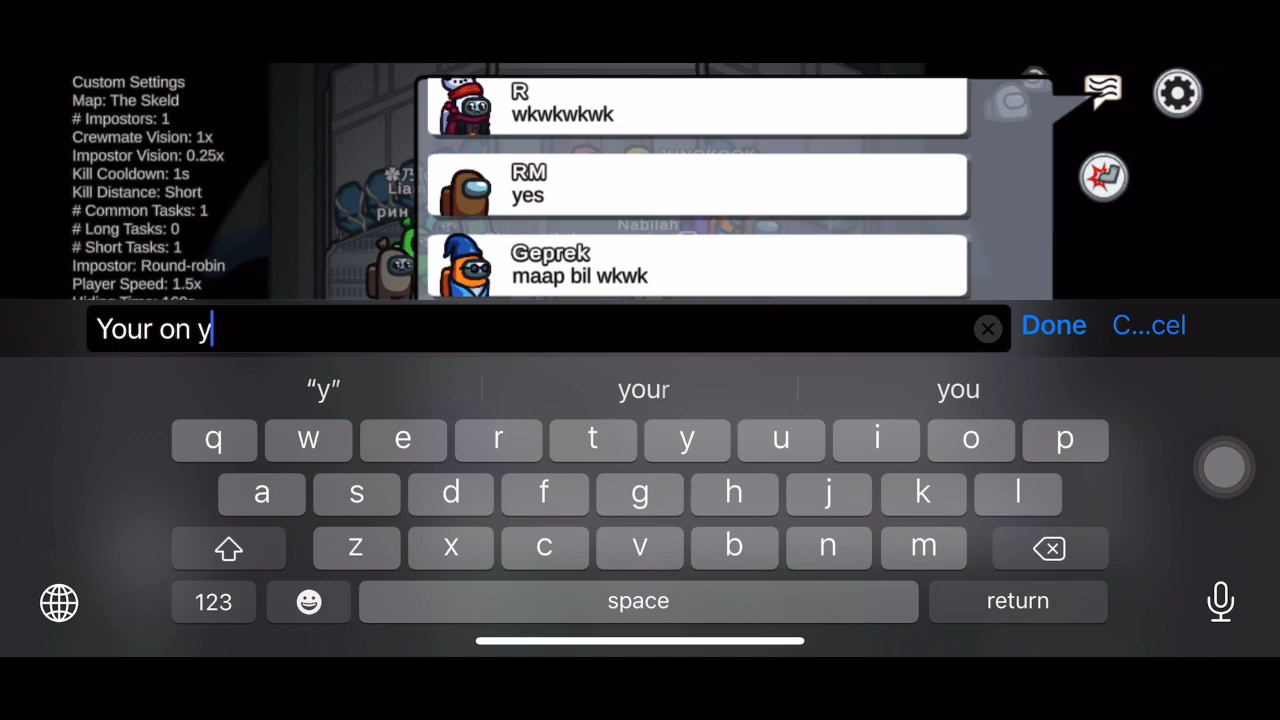 Custom Settings
Map: The Skeld
# Impostors: 1
Crewmate Vision: 1x
Impostor Vision: 0.25x
Kill Cooldown: 1s
Kill Distance: Short
# Common Tasks: 1
# Long Tasks: 0
# Short Tasks: 1
Impostor: Round-robin
Player Speed: 1.5x
R
wkwkwkwk
RM
yes
Geprek
maap bil wkwk
Liam
рин
Nabilah
Your on y
Done
C...cel
“y”
your
you
q w e r t y u i o p
a s d f g h j k l
z x c v b n m
123
space
return